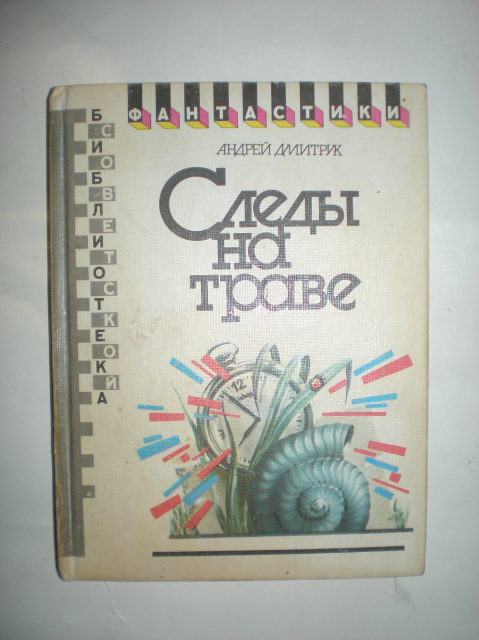 БИБЛИОТЕКА
СОВЕТСКОЙ
ФАНТАСТИКИ
АНДРЕЙ ДМИТРУК
Следы
на
траве
12